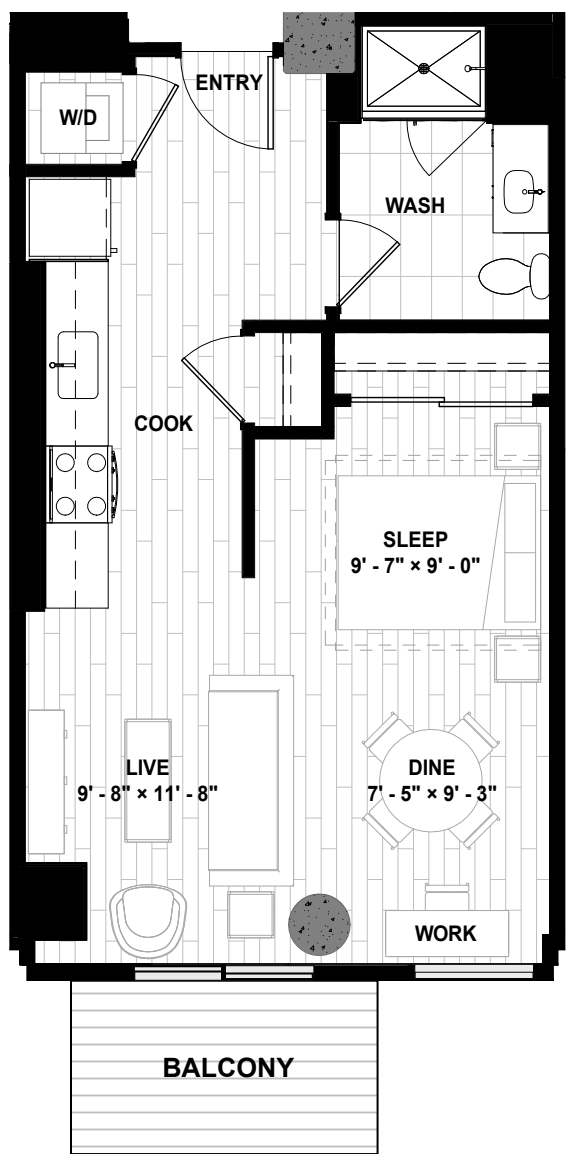 ENTRY
W/D
WASH
COOK
SLEEP
9' - 7" × 9' - 0"
LIVE
9' - 8" × 11' - 8"
DINE
7' - 5" × 9' - 3"
WORK
BALCONY